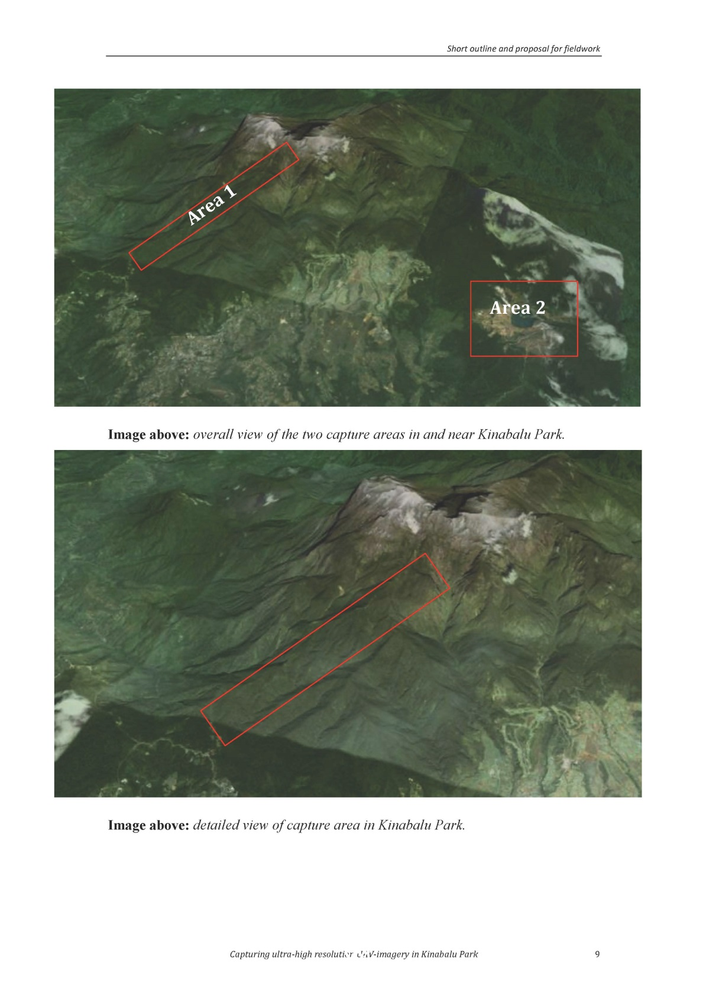 Short outline and proposal for fieldwork
Area 1
Area 2
Image above: overall view of the two capture areas in and near Kinabalu Park.
Image above: detailed view of capture area in Kinabalu Park.
Capturing ultra-high resolution UAV-imagery in Kinabalu Park 9